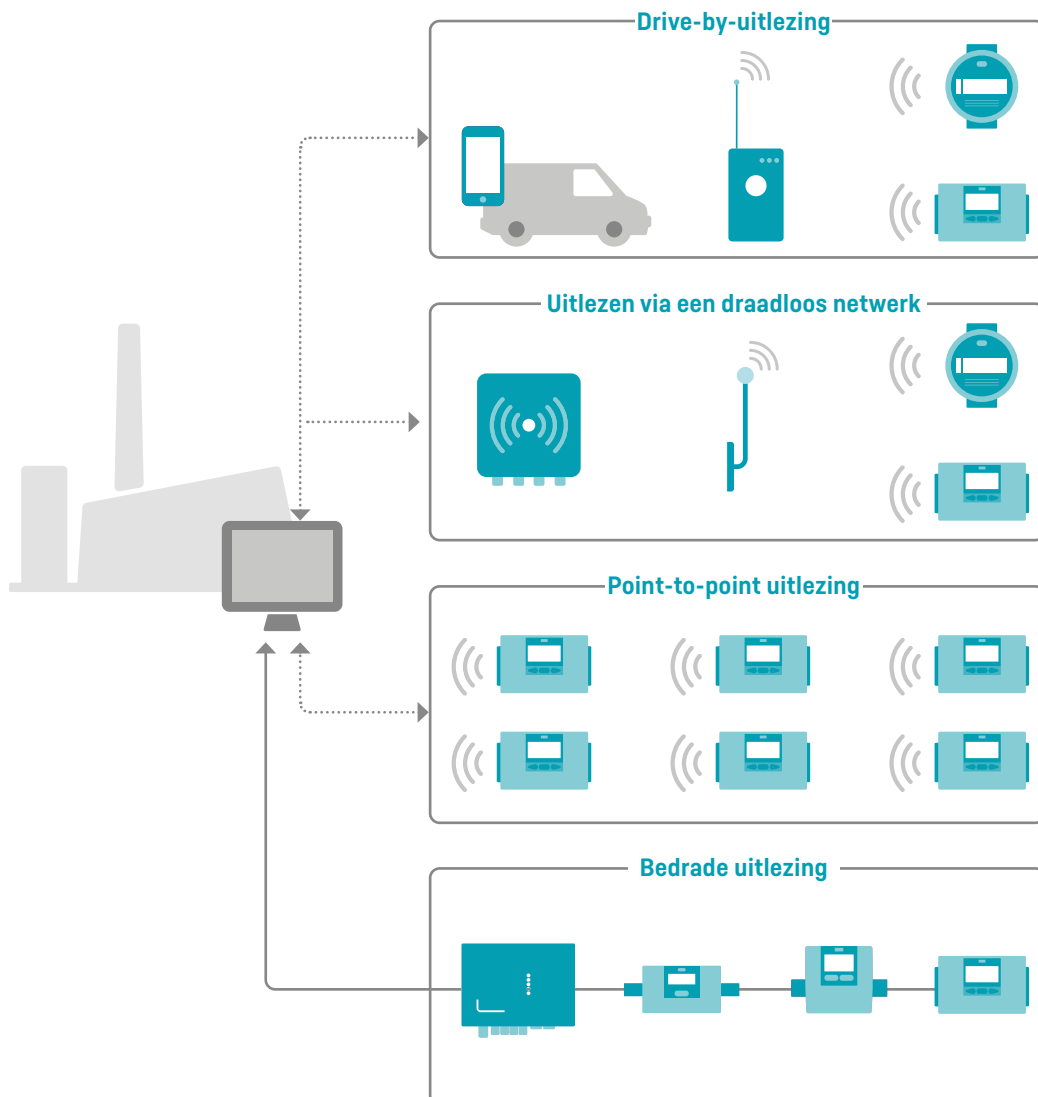 Drive-by-uitlezing
Uitlezen via een draadloos netwerk
Point-to-point uitlezing
Bedrade uitlezing